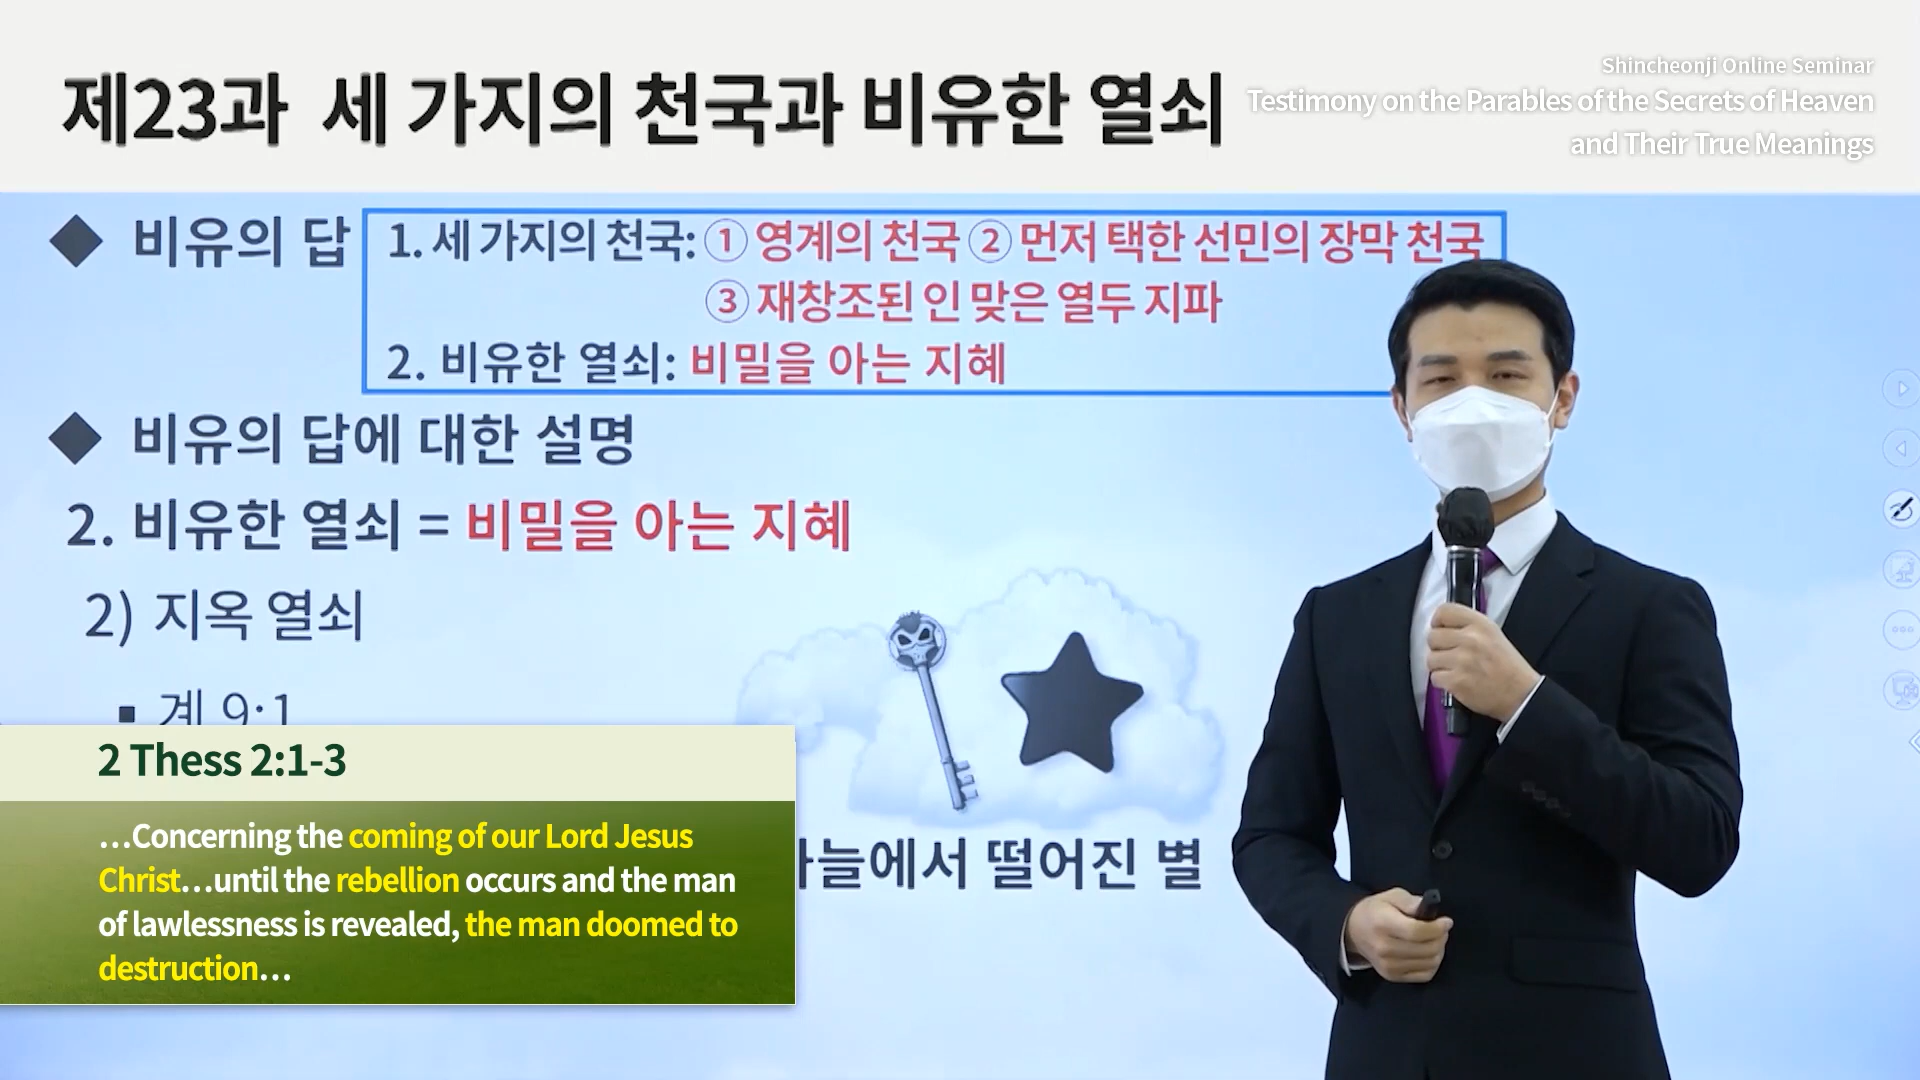 제23과 세 가지의 천국과 비유한 열쇠
Shincheonji Online Seminar
Testimony on the Parables of the Secrets of Heaven
and Their True Meanings
◆ 비유의 답
1. 세 가지의 천국: ① 영계의 천국 ② 먼저 택한 선민의 장막 천국
③ 재창조된 인 맞은 열두 지파
2. 비유한 열쇠: 비밀을 아는 지혜
◆ 비유의 답에 대한 설명
2. 비유한 열쇠 = 비밀을 아는 지혜
2) 지옥 열쇠
▪ 계 9:1
늘에서 떨어진 별
2 Thess 2:1-3
…Concerning the coming of our Lord Jesus
Christ…until the rebellion occurs and the man
of lawlessness is revealed, the man doomed to
destruction…